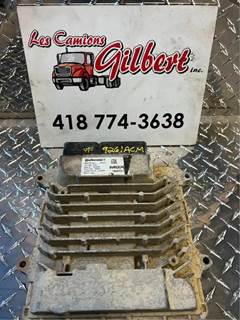 Les Camions
Gilbert inc.
418 774-3638
Continental
9261ACM